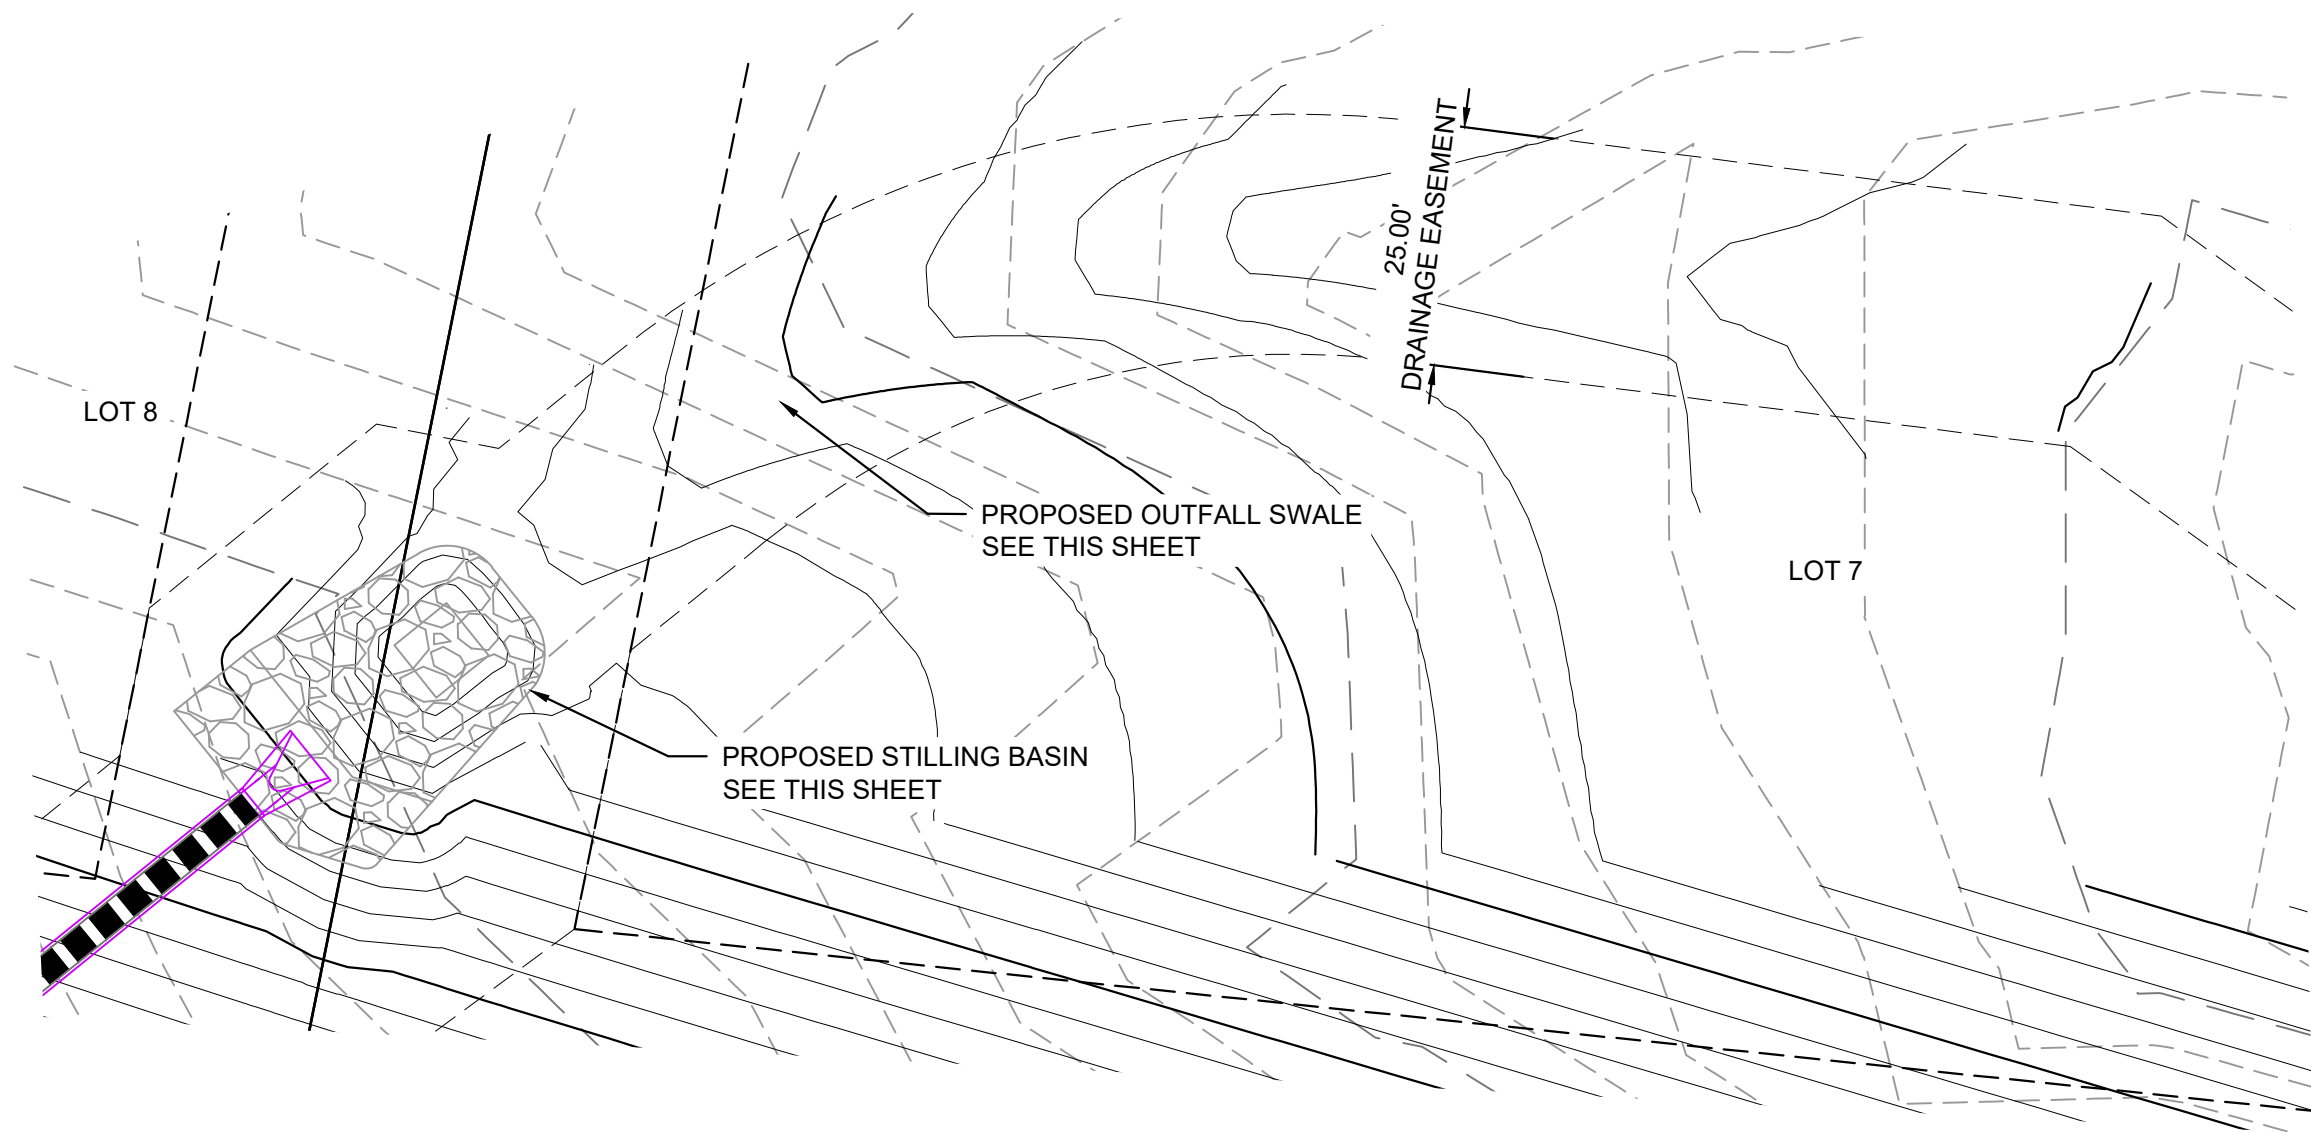 25.00'
DRAINAGE EASEMENT
LOT 8
PROPOSED OUTFALL SWALE
SEE THIS SHEET
LOT 7
PROPOSED STILLING BASIN
SEE THIS SHEET